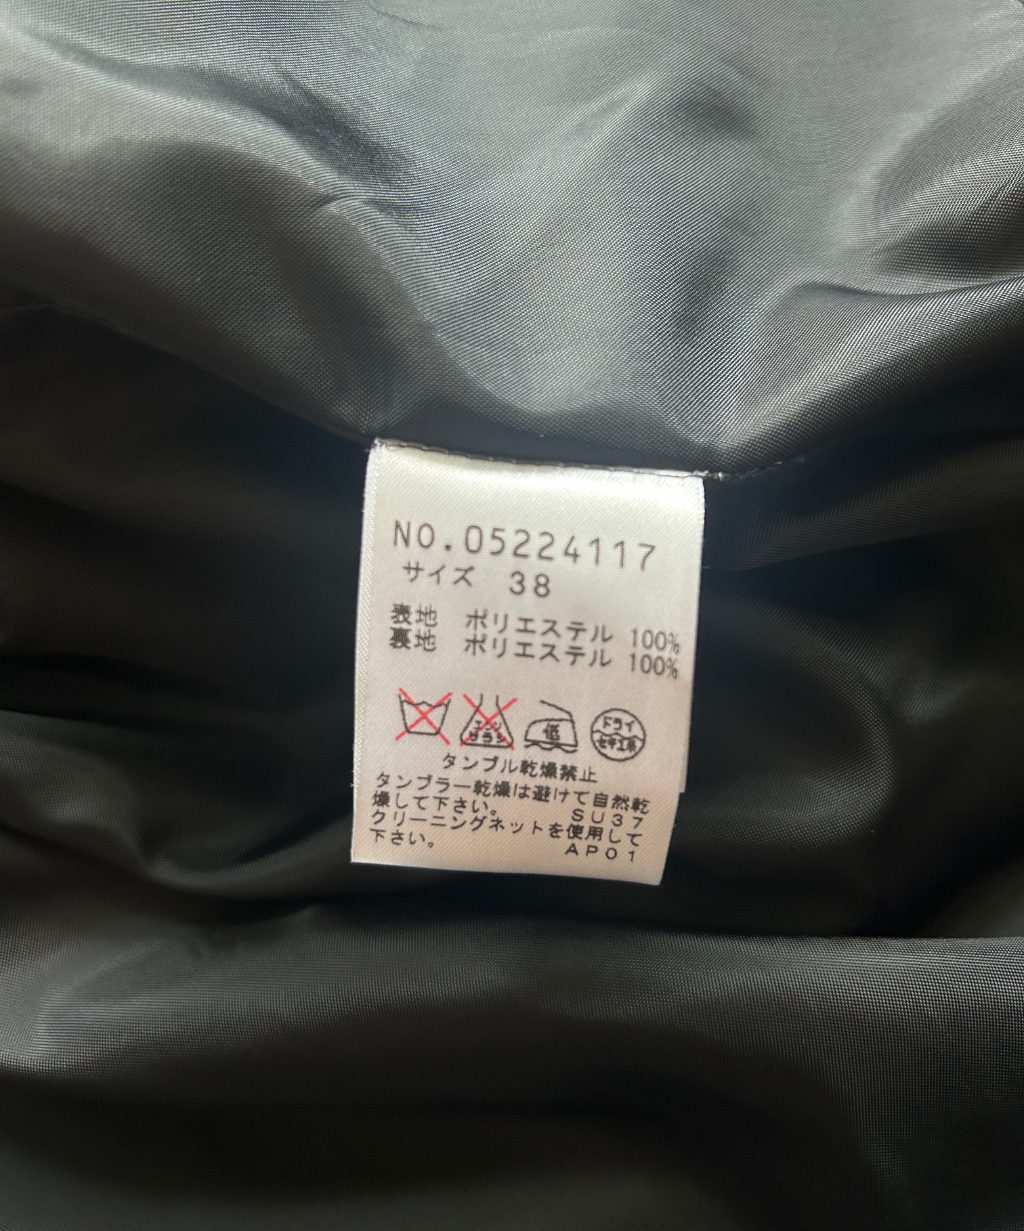 NO.05224117
サイズ 38
表地 ポリエステル 100%
裏地 ポリエステル 100%
エンソ サラシ 低 ドライ セキユ系
タンブル乾燥禁止
タンブラー乾燥は避けて自然乾
燥して下さい。 SU37
クリーニングネットを使用して
下さい。 AP01